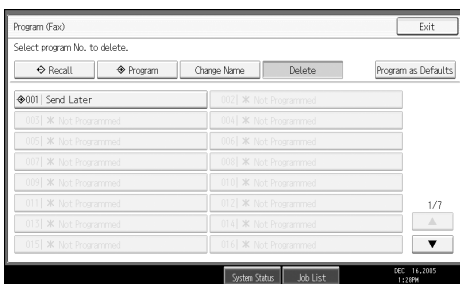 Program (Fax)
Exit
Select program No. to delete.
Recall
Program
Change Name
Delete
Program as Defaults
001 Send Later
002 ✖ Not Programmed
003 ✖ Not Programmed
004 ✖ Not Programmed
005 ✖ Not Programmed
006 ✖ Not Programmed
007 ✖ Not Programmed
008 ✖ Not Programmed
009 ✖ Not Programmed
010 ✖ Not Programmed
011 ✖ Not Programmed
012 ✖ Not Programmed
013 ✖ Not Programmed
014 ✖ Not Programmed
015 ✖ Not Programmed
016 ✖ Not Programmed
1/7
▲
▼
System Status
Job List
DEC 16,2005
1:28PM